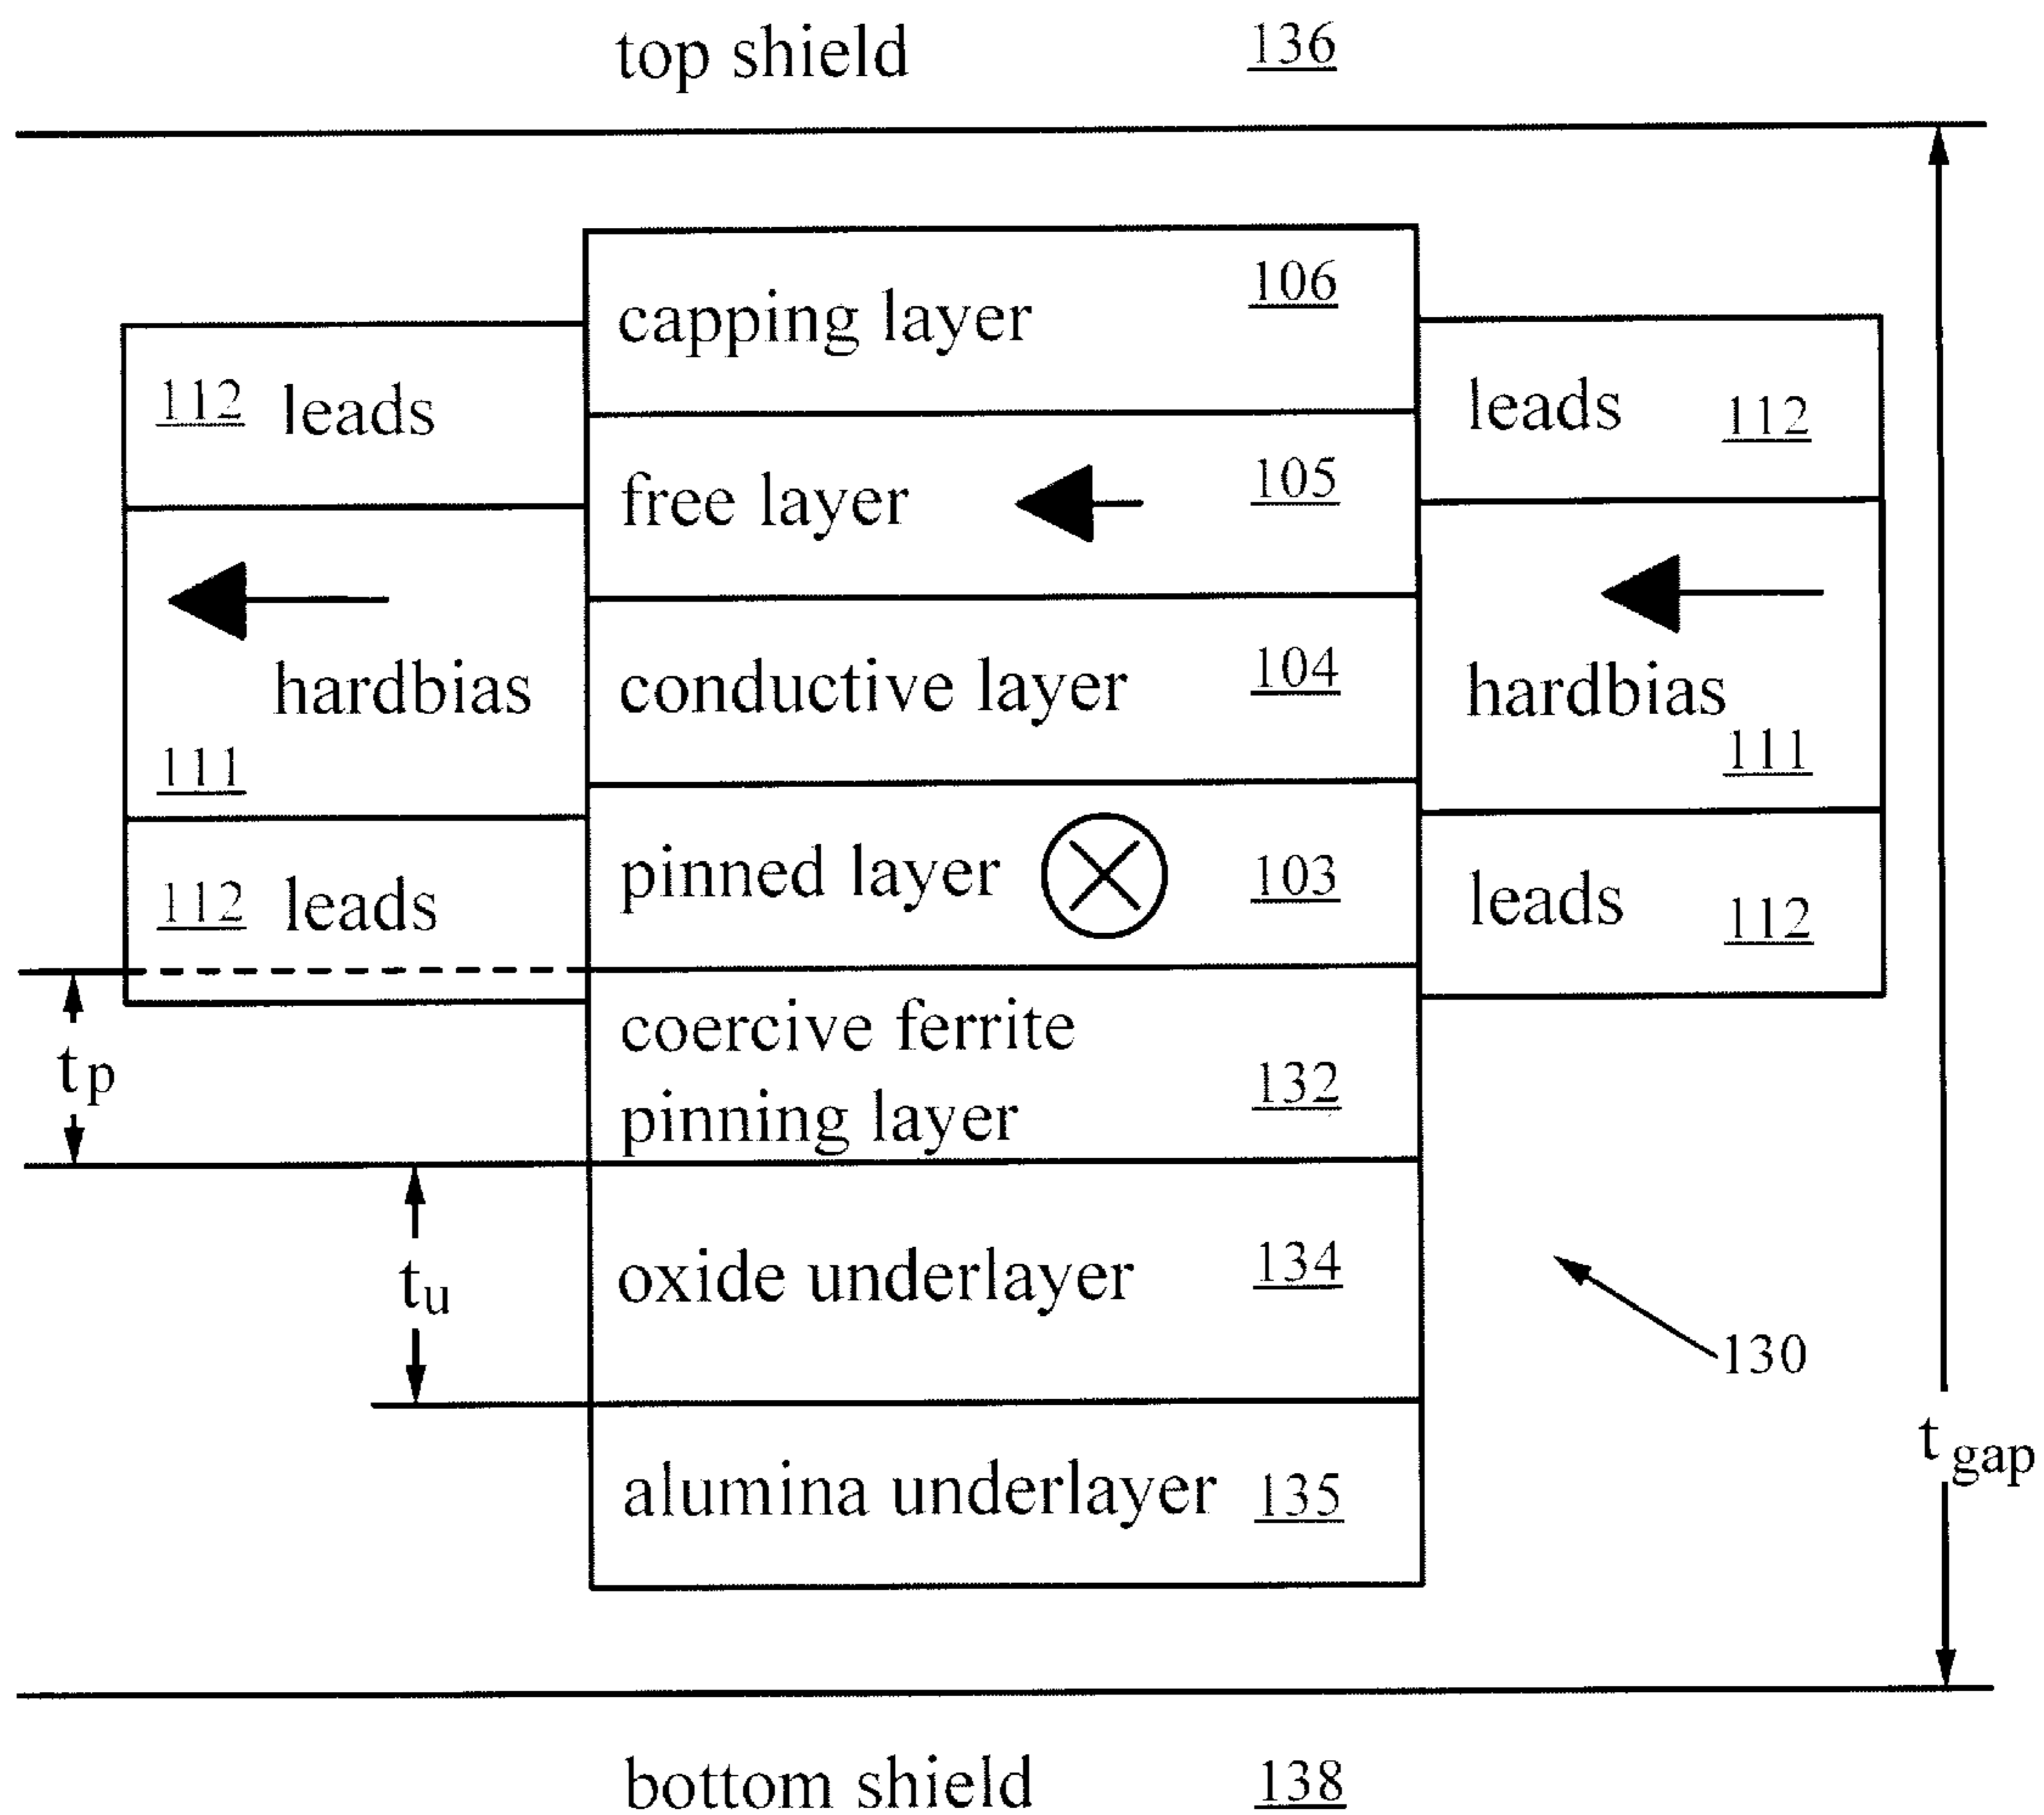 top shield 136
capping layer 106
112 leads
leads 112
free layer 105
hardbias 111
conductive layer 104
hardbias 111
112 leads
pinned layer 103
leads 112
tp
coercive ferrite
pinning layer 132
tu
oxide underlayer 134
130
tgap
alumina underlayer 135
bottom shield 138